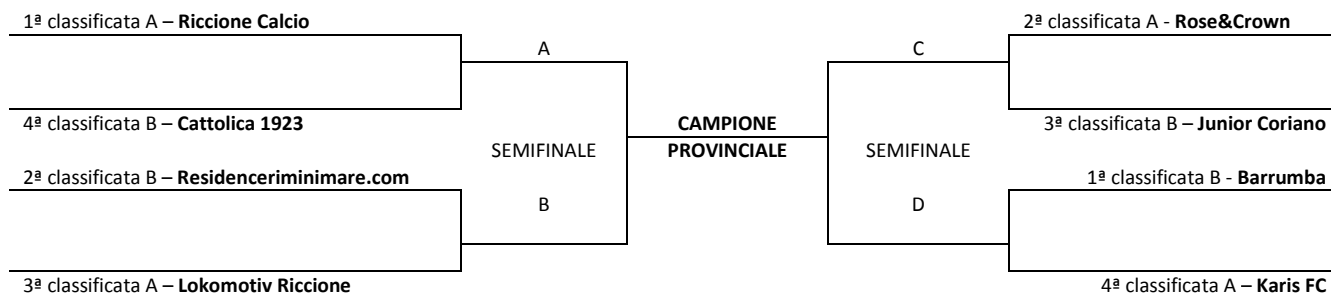 1ª classificata A – Riccione Calcio
2ª classificata A - Rose&Crown
A
C
4ª classificata B – Cattolica 1923
CAMPIONE
3ª classificata B – Junior Coriano
SEMIFINALE
PROVINCIALE
SEMIFINALE
2ª classificata B – Residenceriminimare.com
1ª classificata B - Barrumba
B
D
3ª classificata A – Lokomotiv Riccione
4ª classificata A – Karis FC